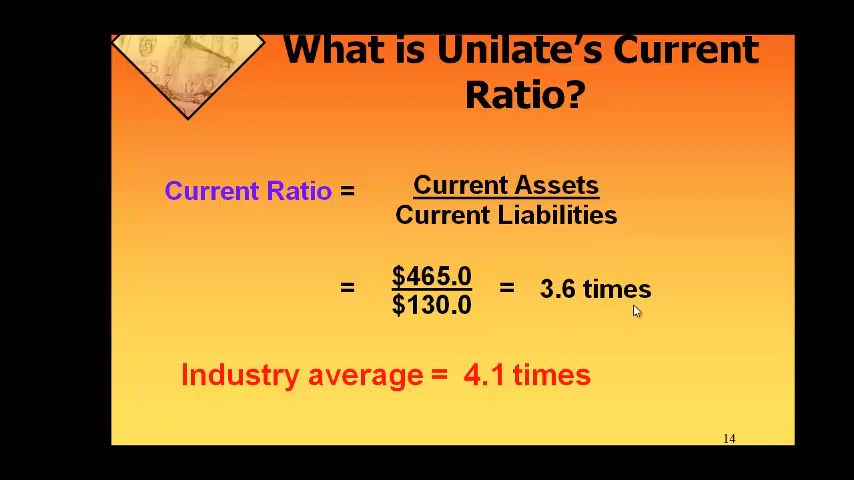 What is Unilate's Current
Ratio?
Current Ratio =
Current Assets
Current Liabilities
= $465.0 = 3.6 times
$130.0
Industry average = 4.1 times
14